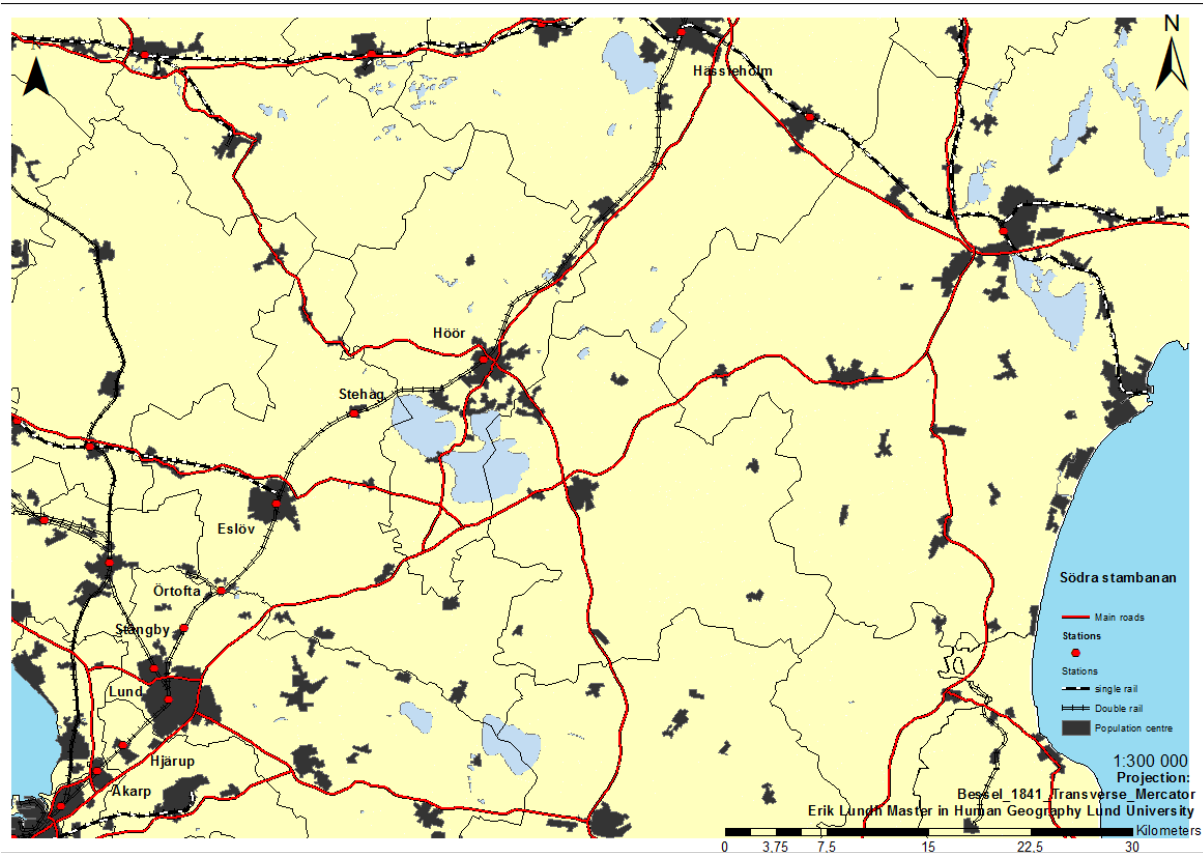 N
N
Hässleholm
Höör
Stehag
Eslöv
Örtofta
Stångby
Lund
Hjärup
Åkarp
Södra stambanan
Main roads
Stations
Stations
single rail
Double rail
Population centre
1:300 000
Projection:
Bessel_1841_Transverse_Mercator
Erik Lundh Master in Human Geography Lund University
Kilometers
0 3,75 7,5 15 22,5 30